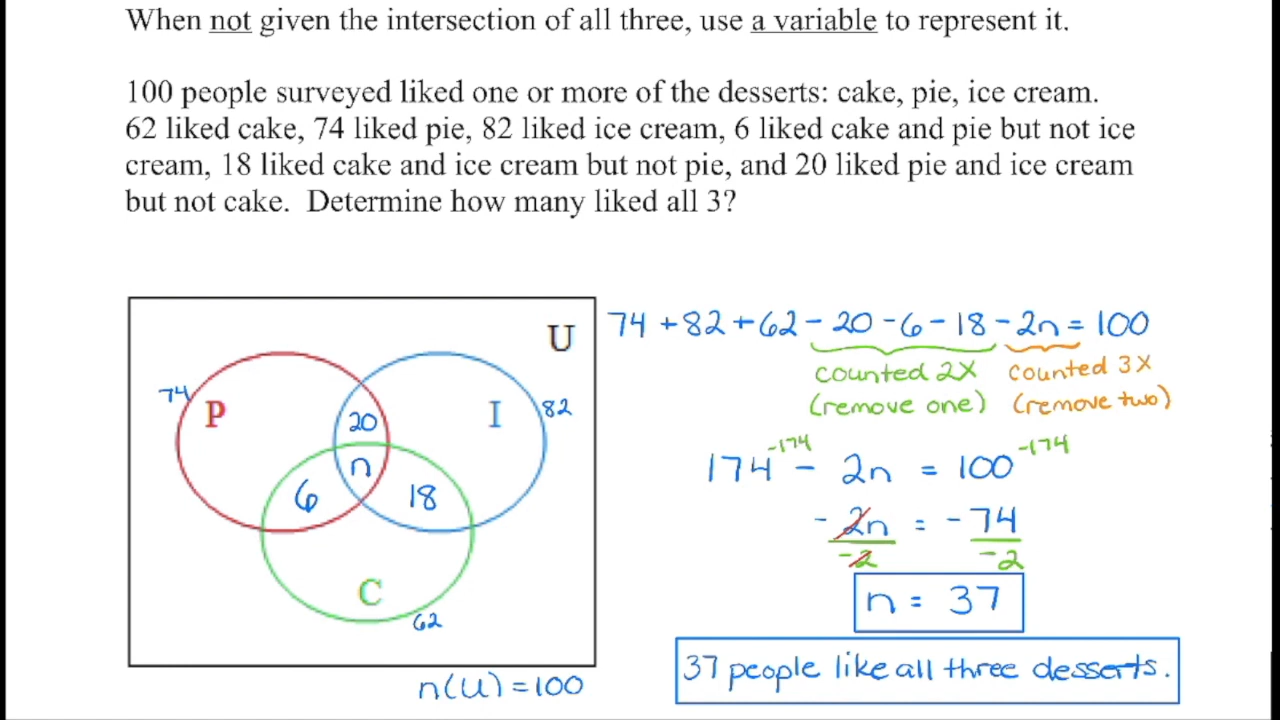 When not given the intersection of all three, use a variable to represent it.
100 people surveyed liked one or more of the desserts: cake, pie, ice cream.
62 liked cake, 74 liked pie, 82 liked ice cream, 6 liked cake and pie but not ice
cream, 18 liked cake and ice cream but not pie, and 20 liked pie and ice cream
but not cake.  Determine how many liked all 3?
U
74
P
20
I
82
n
6
18
C
62
n(U) = 100
74 + 82 + 62 - 20 - 6 - 18 - 2n = 100
counted 2X
(remove one)
counted 3X
(remove two)
174 -174 - 2n = 100 -174
- 2n = - 74
-2 -2
n = 37
37 people like all three desserts.